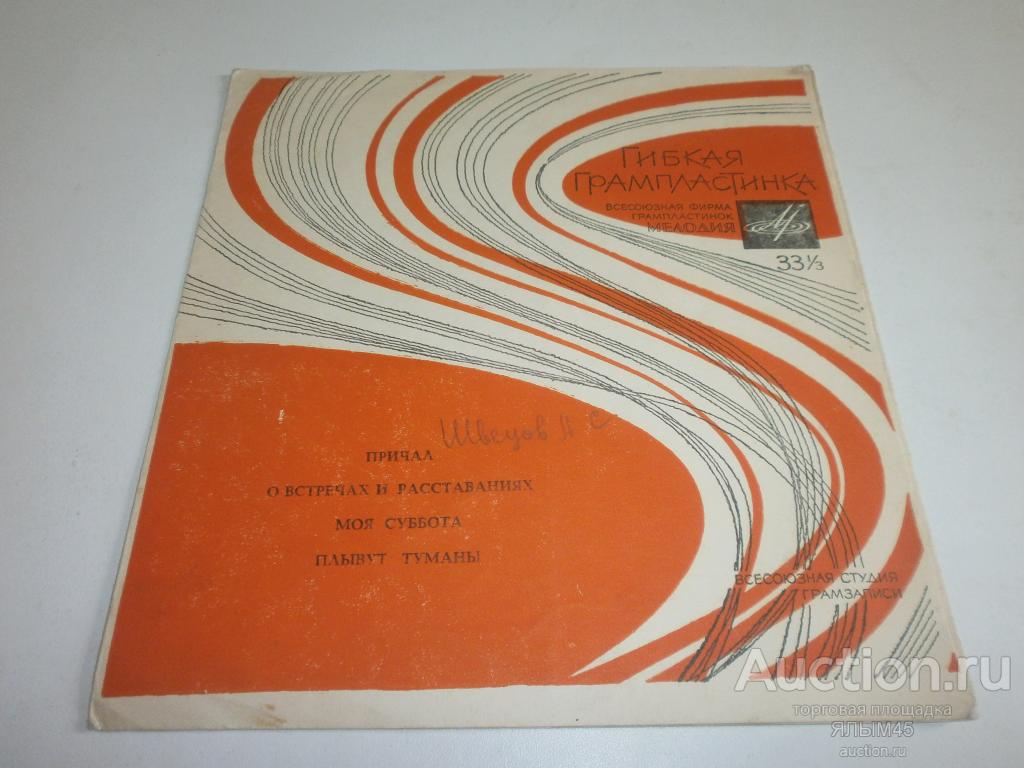 ГИБКАЯ
ГРАМПЛАСТИНКА
ВСЕСОЮЗНАЯ ФИРМА
ГРАМПЛАСТИНОК
МЕЛОДИЯ
33⅓
Швецов Н С
ПРИЧАЛ
О ВСТРЕЧАХ И РАССТАВАНИЯХ
МОЯ СУББОТА
ПЛЫВУТ ТУМАНЫ
ВСЕСОЮЗНАЯ СТУДИЯ
ГРАМЗАПИСИ
Auction.ru
торговая площадка
ЯЛЫМ45
auction.ru